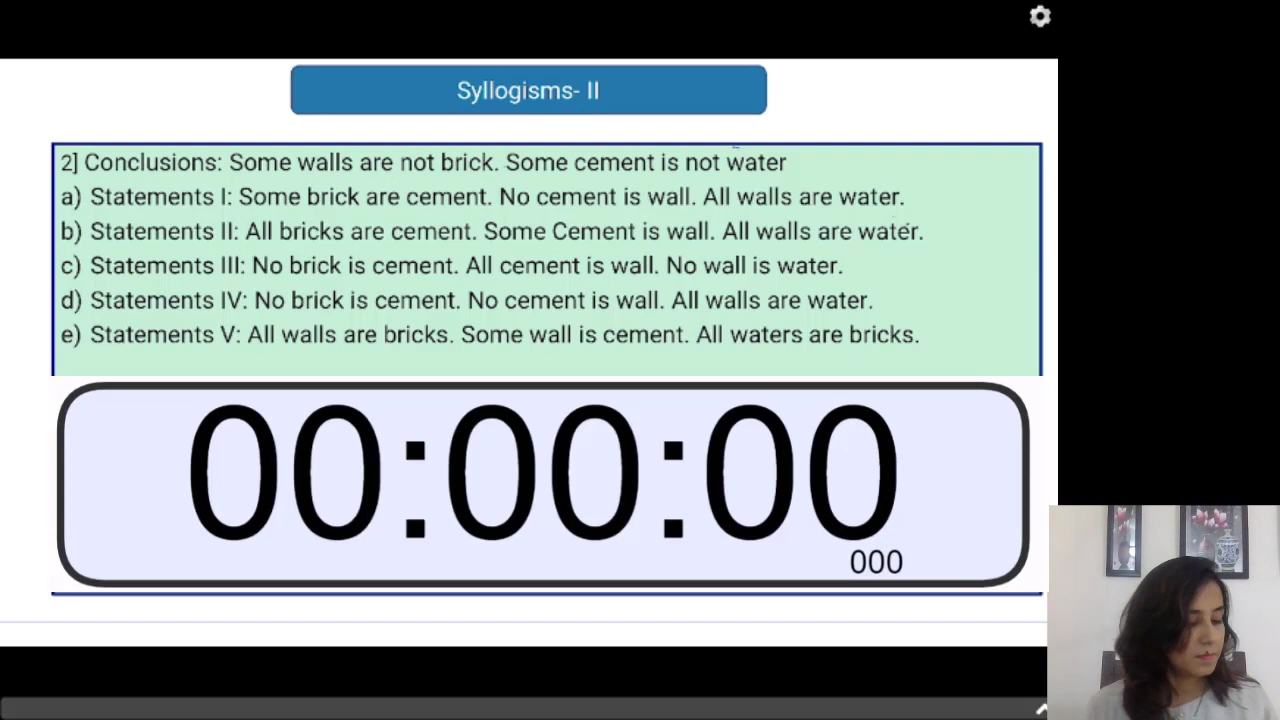 Syllogisms- II
2] Conclusions: Some walls are not brick. Some cement is not water
a) Statements I: Some brick are cement. No cement is wall. All walls are water.
b) Statements II: All bricks are cement. Some Cement is wall. All walls are water.
c) Statements III: No brick is cement. All cement is wall. No wall is water.
d) Statements IV: No brick is cement. No cement is wall. All walls are water.
e) Statements V: All walls are bricks. Some wall is cement. All waters are bricks.
00:00:00
000